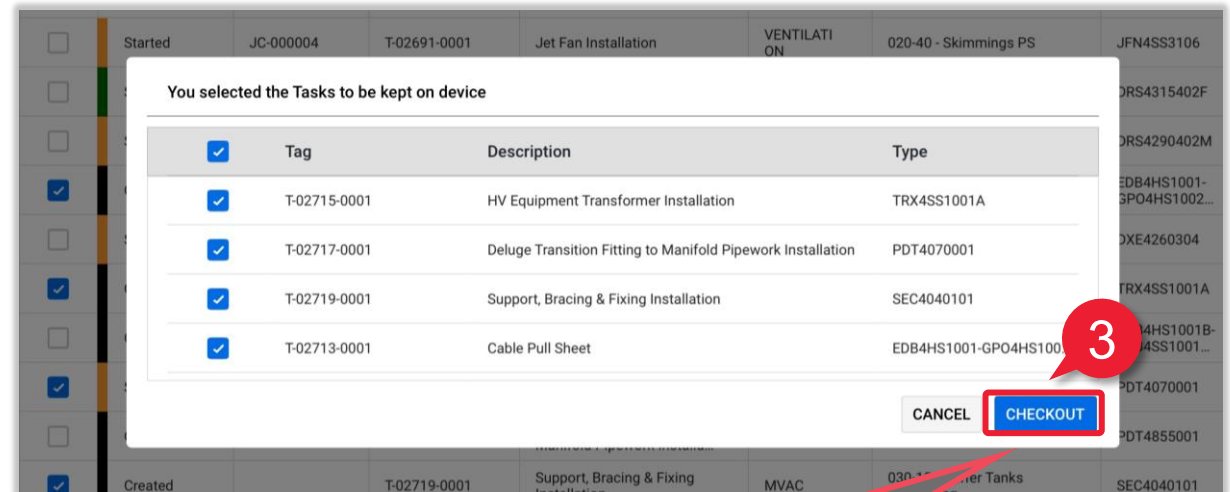 Started JC-000004 T-02691-0001 Jet Fan Installation VENTILATI 020-40 - Skimmings PS JFN4SS3106
ON
You selected the Tasks to be kept on device
DRS4315402F
Tag Description Type
DRS4290402M
EDB4HS1001-
T-02715-0001 HV Equipment Transformer Installation TRX4SS1001A
GPO4HS1002...
T-02717-0001 Deluge Transition Fitting to Manifold Pipework Installation PDT4070001
DXE4260304
T-02719-0001 Support, Bracing & Fixing Installation SEC4040101
TRX4SS1001A
T-02713-0001 Cable Pull Sheet EDB4HS1001-GPO4HS100
3
PDT4070001
CANCEL CHECKOUT
PDT4855001
Created T-02719-0001 Support, Bracing & Fixing MVAC SEC4040101